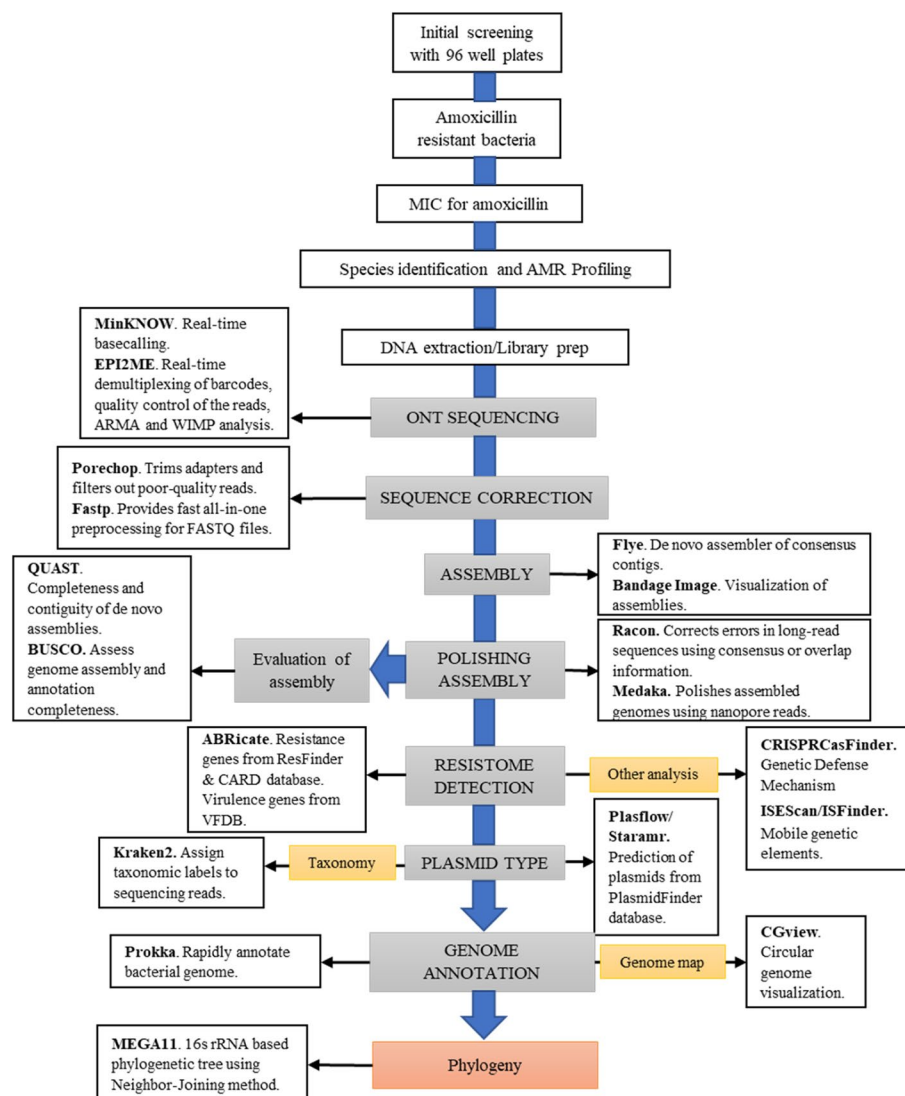 Initial screening
with 96 well plates
Amoxicillin
resistant bacteria
MIC for amoxicillin
Species identification and AMR Profiling
MinKNOW. Real-time
basecalling.
EPI2ME. Real-time
demultiplexing of barcodes,
quality control of the reads,
ARMA and WIMP analysis.
DNA extraction/Library prep
ONT SEQUENCING
Porechop. Trims adapters and
filters out poor-quality reads.
Fastp. Provides fast all-in-one
preprocessing for FASTQ files.
SEQUENCE CORRECTION
ASSEMBLY
Flye. De novo assembler of consensus
contigs.
Bandage Image. Visualization of
assemblies.
QUAST.
Completeness and
contiguity of de novo
assemblies.
BUSCO. Assess
genome assembly and
annotation
completeness.
Evaluation of
assembly
POLISHING
ASSEMBLY
Racon. Corrects errors in long-read
sequences using consensus or overlap
information.
Medaka. Polishes assembled
genomes using nanopore reads.
ABRicate. Resistance
genes from ResFinder
& CARD database.
Virulence genes from
VFDB.
RESISTOME
DETECTION
Other analysis
CRISPRCasFinder.
Genetic Defense
Mechanism
ISEScan/ISFinder.
Mobile genetic
elements.
Kraken2. Assign
taxonomic labels to
sequencing reads.
Taxonomy
PLASMID TYPE
Plasflow/
Staramr.
Prediction of
plasmids from
PlasmidFinder
database.
Prokka. Rapidly annotate
bacterial genome.
GENOME
ANNOTATION
Genome map
CGview.
Circular
genome
visualization.
MEGA11. 16s rRNA based
phylogenetic tree using
Neighbor-Joining method.
Phylogeny